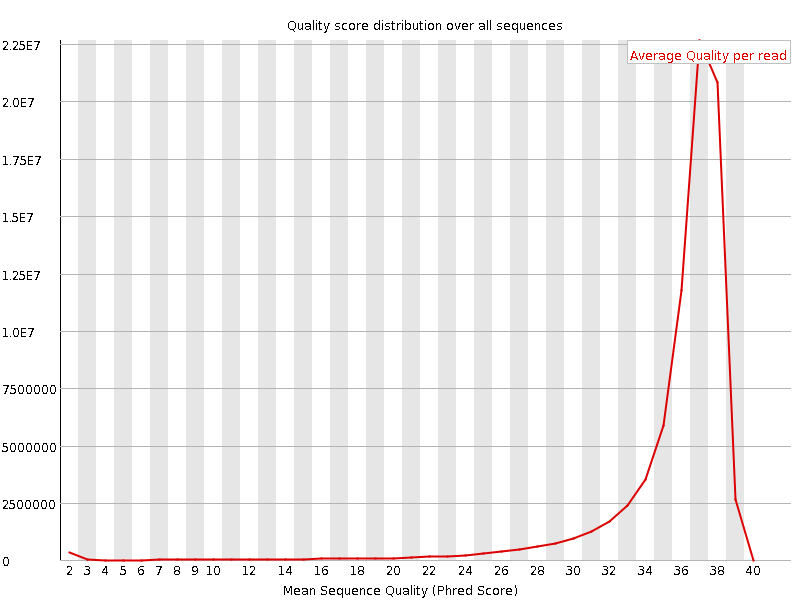 Quality score distribution over all sequences
Average Quality per read
2.25E7
2.0E7
1.75E7
1.5E7
1.25E7
1.0E7
7500000
5000000
2500000
0
2 3 4 5 6 7 8 9 10 12 14 16 18 20 22 24 26 28 30 32 34 36 38 40
Mean Sequence Quality (Phred Score)